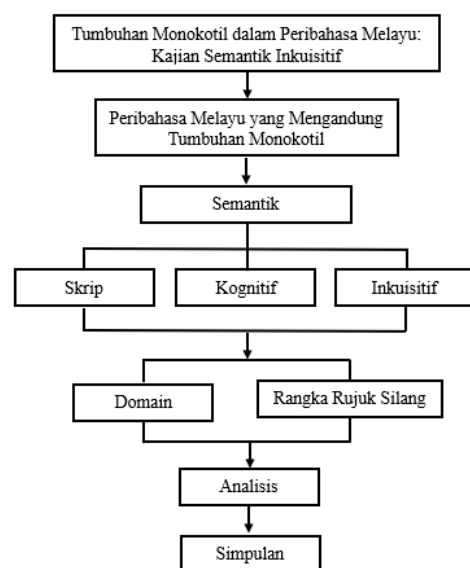 Tumbuhan Monokotil dalam Peribahasa Melayu:
Kajian Semantik Inkuisitif
Peribahasa Melayu yang Mengandung
Tumbuhan Monokotil
Semantik
Skrip
Kognitif
Inkuisitif
Domain
Rangka Rujuk Silang
Analisis
Simpulan